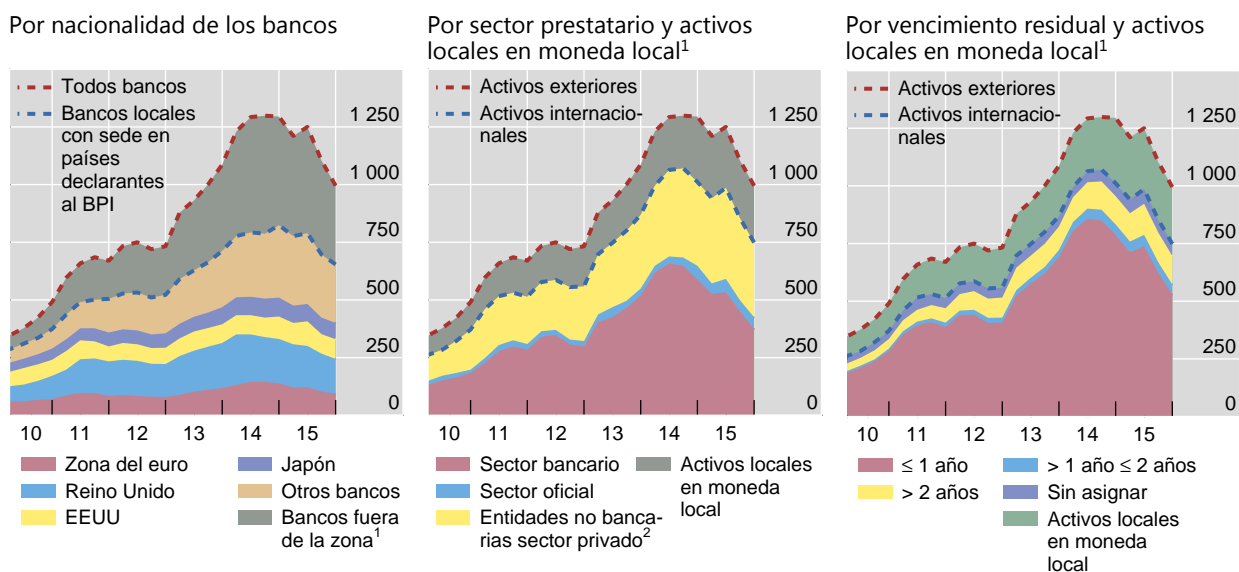 Por nacionalidad de los bancos
Todos bancos
Bancos locales
con sede en
países
declarantes
al BPI
1 250
1 000
750
500
250
0
10 11 12 13 14 15
Zona del euro
Reino Unido
EEUU
Japón
Otros bancos
Bancos fuera
de la zona¹
Por sector prestatario y activos
locales en moneda local¹
Activos exteriores
Activos internacio-
nales
1 250
1 000
750
500
250
0
10 11 12 13 14 15
Sector bancario
Sector oficial
Entidades no banca-
rias sector privado²
Activos locales
en moneda
local
Por vencimiento residual y activos
locales en moneda local¹
Activos exteriores
Activos internacio-
nales
1 250
1 000
750
500
250
0
10 11 12 13 14 15
≤ 1 año
> 2 años
> 1 año ≤ 2 años
Sin asignar
Activos locales
en moneda
local